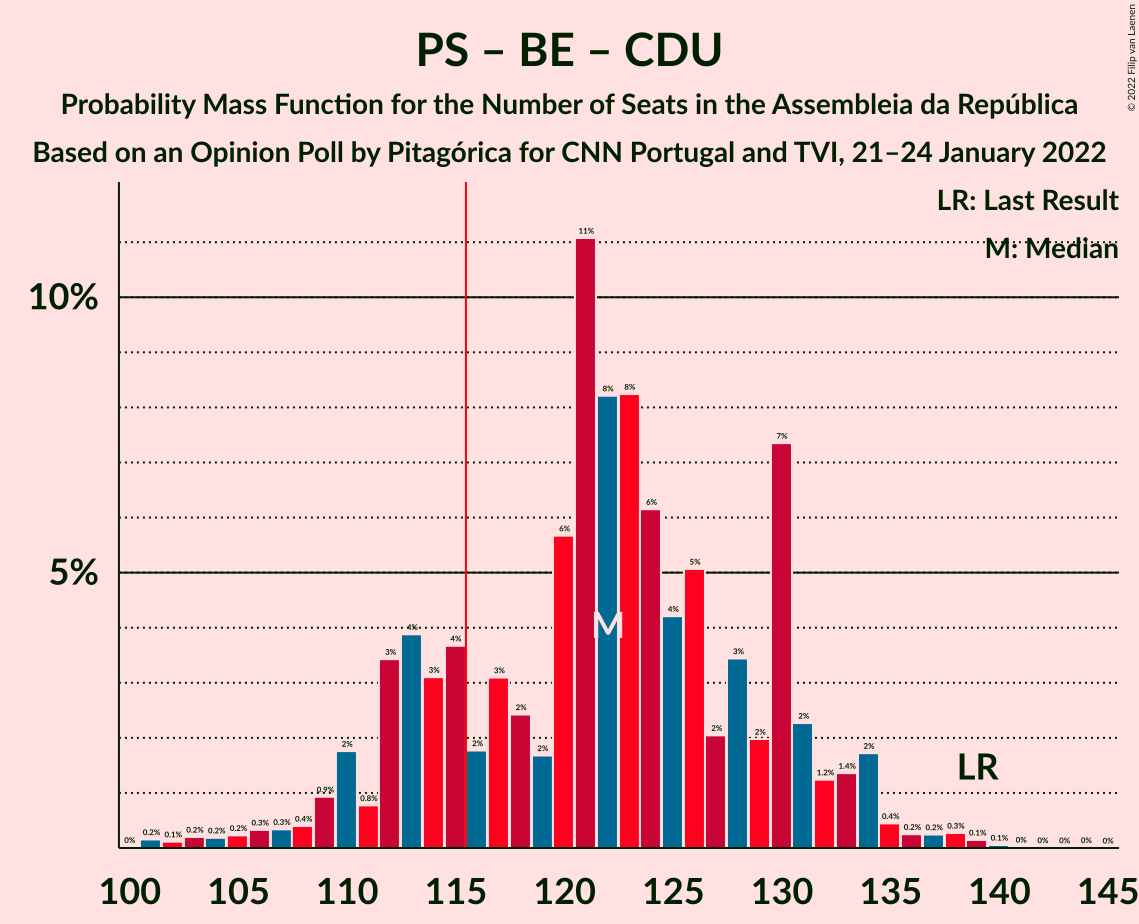 PS – BE – CDU
© 2022 Filip van Laenen
Probability Mass Function for the Number of Seats in the Assembleia da República
Based on an Opinion Poll by Pitagórica for CNN Portugal and TVI, 21–24 January 2022
LR: Last Result
M: Median
10%
5%
0% 0.2% 0.1% 0.2% 0.2% 0.2% 0.3% 0.3% 0.4% 0.9% 2% 0.8% 3% 4% 3% 4% 2% 3% 2% 2% 6% 11% 8% 8% 6% 4% 5% 2% 3% 2% 7% 2% 1.2% 1.4% 2% 0.4% 0.2% 0.2% 0.3% 0.1% 0.1% 0% 0% 0% 0% 0%
M
LR
100 105 110 115 120 125 130 135 140 145